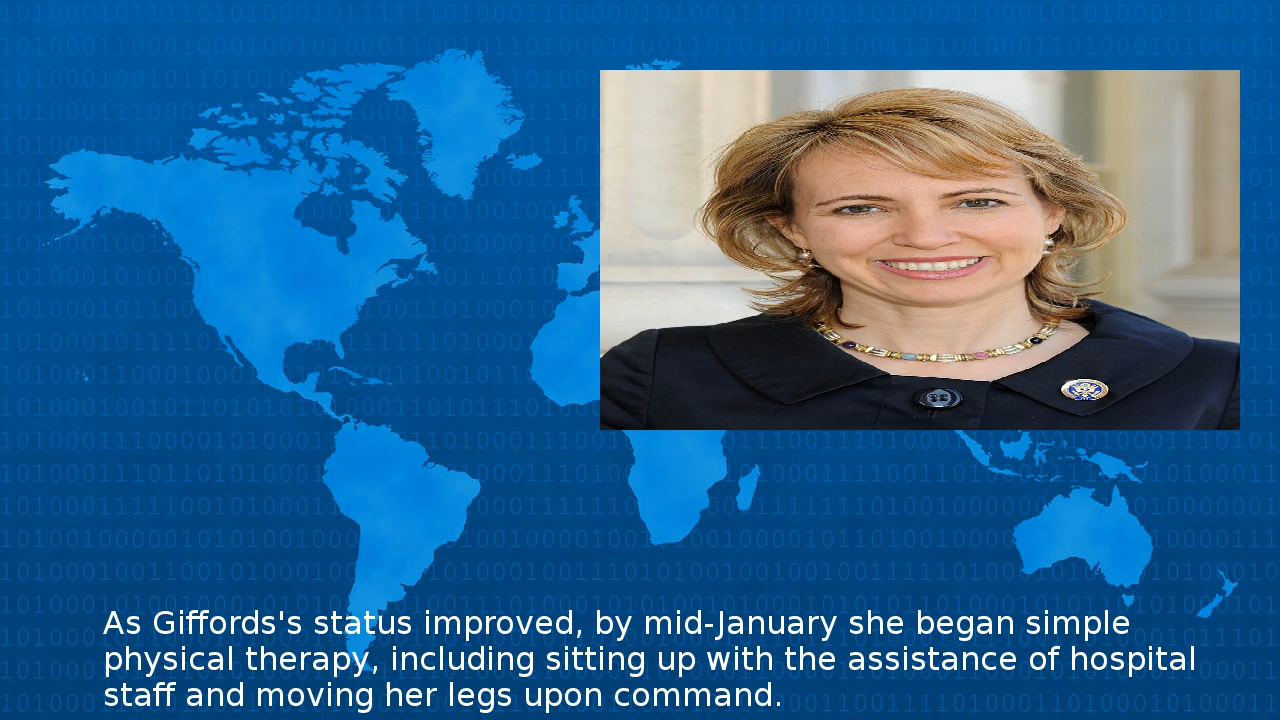 As Giffords's status improved, by mid-January she began simple
physical therapy, including sitting up with the assistance of hospital
staff and moving her legs upon command.